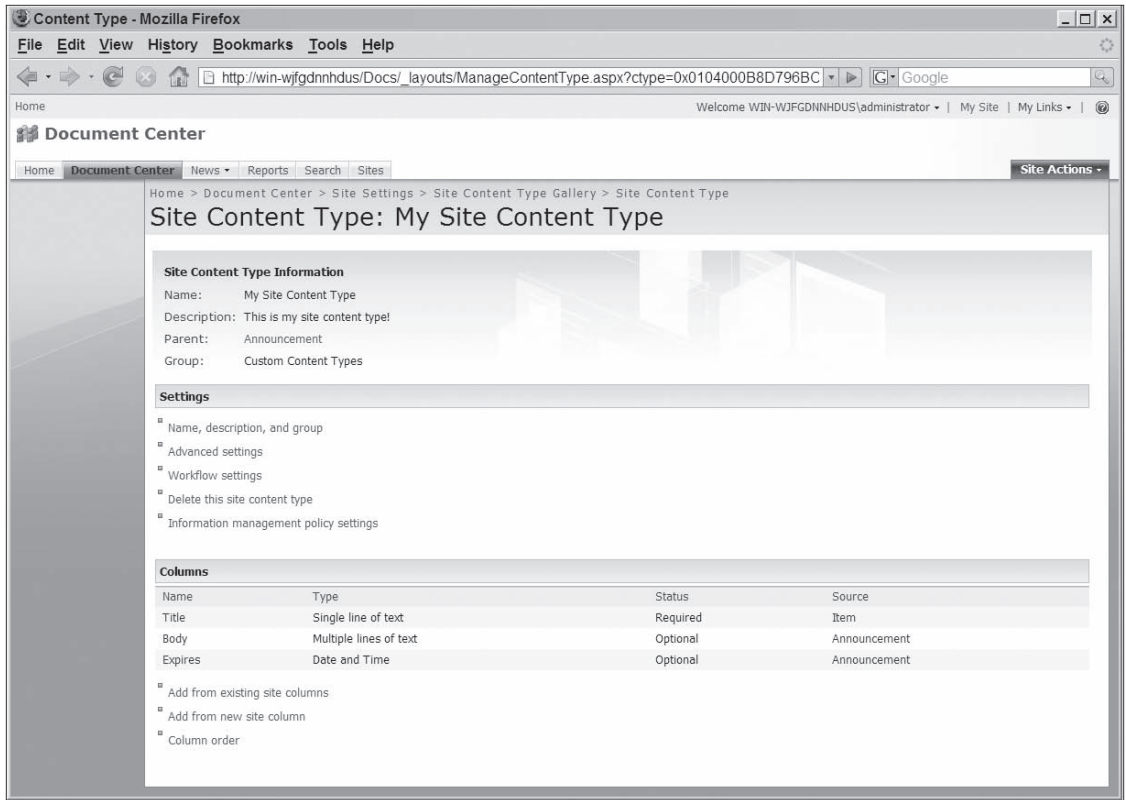 Content Type - Mozilla Firefox
File Edit View History Bookmarks Tools Help
http://win-wjfgdnnhdus/Docs/_layouts/ManageContentType.aspx?ctype=0x0104000B8D796BC
G Google
Home
Welcome WIN-WJFGDNNHDUS\administrator | My Site | My Links |
Document Center
Home Document Center News Reports Search Sites
Site Actions
Home > Document Center > Site Settings > Site Content Type Gallery > Site Content Type
Site Content Type: My Site Content Type
Site Content Type Information
Name: My Site Content Type
Description: This is my site content type!
Parent: Announcement
Group: Custom Content Types
Settings
Name, description, and group
Advanced settings
Workflow settings
Delete this site content type
Information management policy settings
Columns
Name Type Status Source
Title Single line of text Required Item
Body Multiple lines of text Optional Announcement
Expires Date and Time Optional Announcement
Add from existing site columns
Add from new site column
Column order